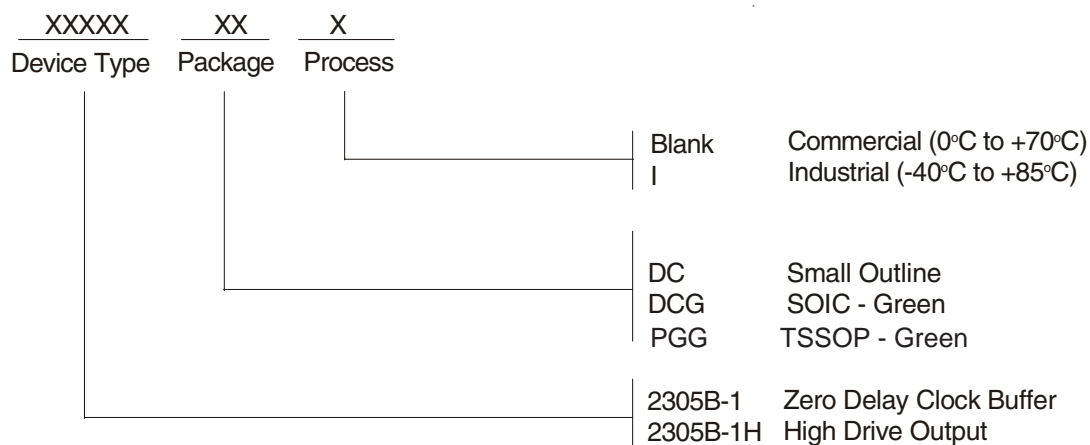 XXXXX XX X
Device Type Package Process
Blank Commercial (0°C to +70°C)
I Industrial (-40°C to +85°C)
DC Small Outline
DCG SOIC - Green
PGG TSSOP - Green
2305B-1 Zero Delay Clock Buffer
2305B-1H High Drive Output